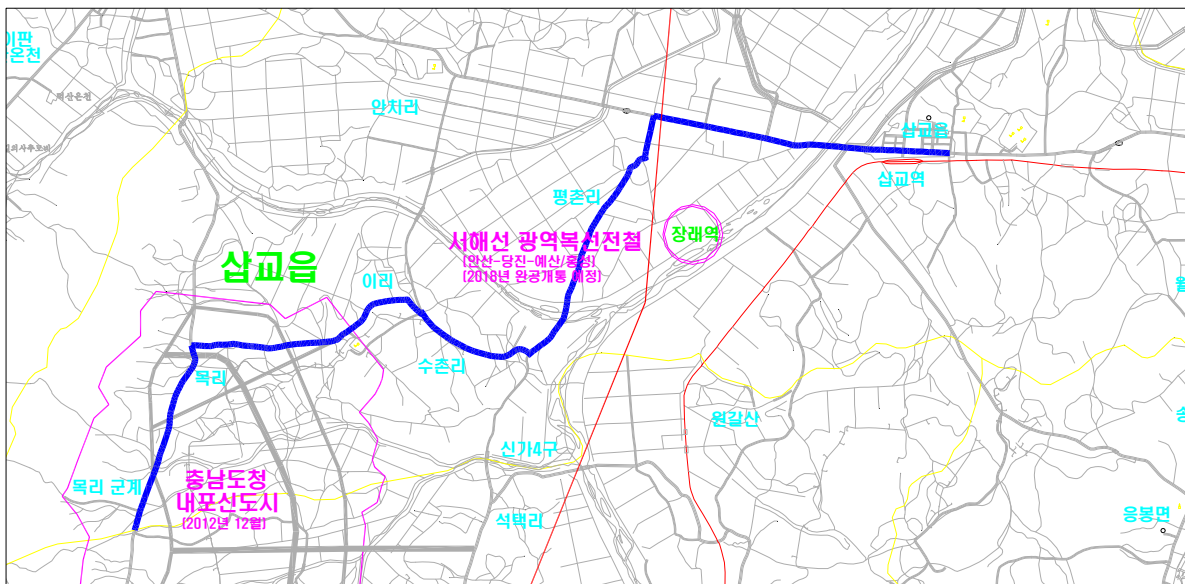 이판
온천
안치리
삽교읍
삽교역
평촌리
장래역
서해선 광역복선전철
(안산-당진-예산/홍성)
(2018년 완공개통 예정)
삽교읍
이리
수촌리
목리
원길산
신가4구
충남도청
내포신도시
(2012년 12월)
목리 군계
석택리
응봉면